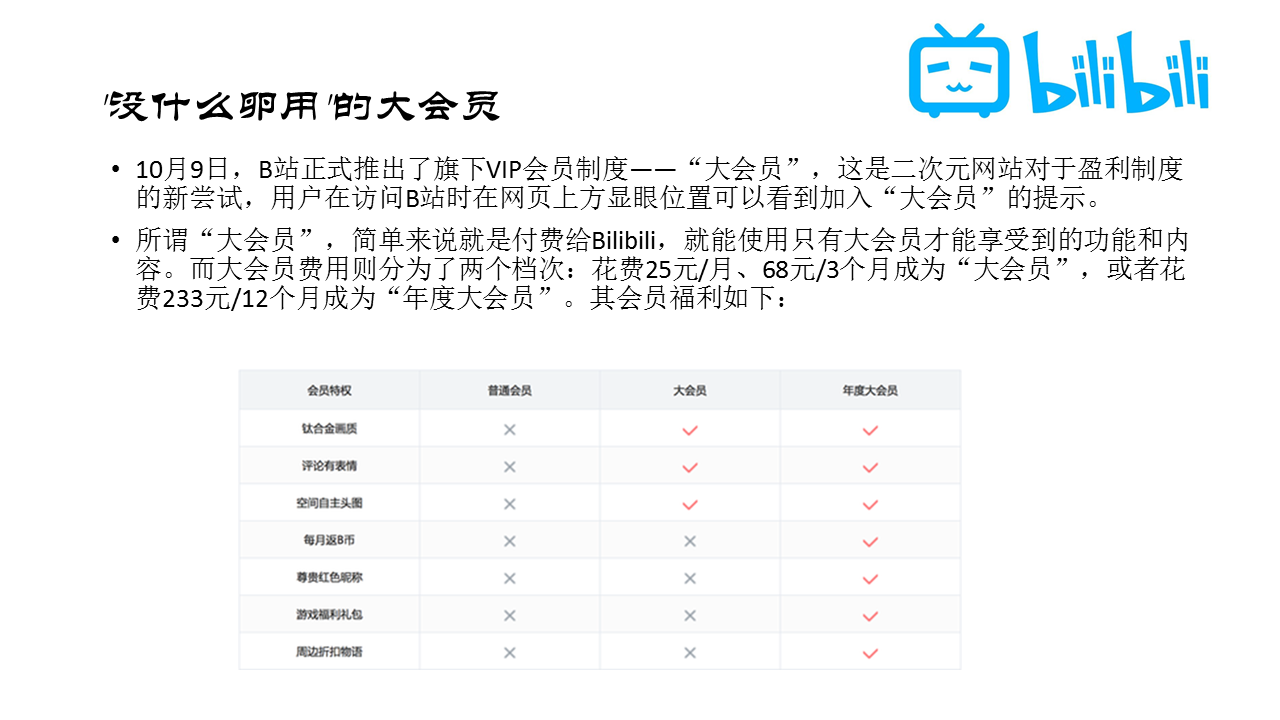 bilibili
"没什么卵用"的大会员
• 10月9日，B站正式推出了旗下VIP会员制度——“大会员”，这是二次元网站对于盈利制度
的新尝试，用户在访问B站时在网页上方显眼位置可以看到加入“大会员”的提示。
• 所谓“大会员”，简单来说就是付费给Bilibili，就能使用只有大会员才能享受到的功能和内
容。而大会员费用则分为了两个档次：花费25元/月、68元/3个月成为“大会员”，或者花
费233元/12个月成为“年度大会员”。其会员福利如下：
会员特权 普通会员 大会员 年度大会员
钛合金画质 × ✓ ✓
评论有表情 × ✓ ✓
空间自主头图 × ✓ ✓
每月返B币 × × ✓
尊贵红色昵称 × × ✓
游戏福利礼包 × × ✓
周边折扣物语 × × ✓